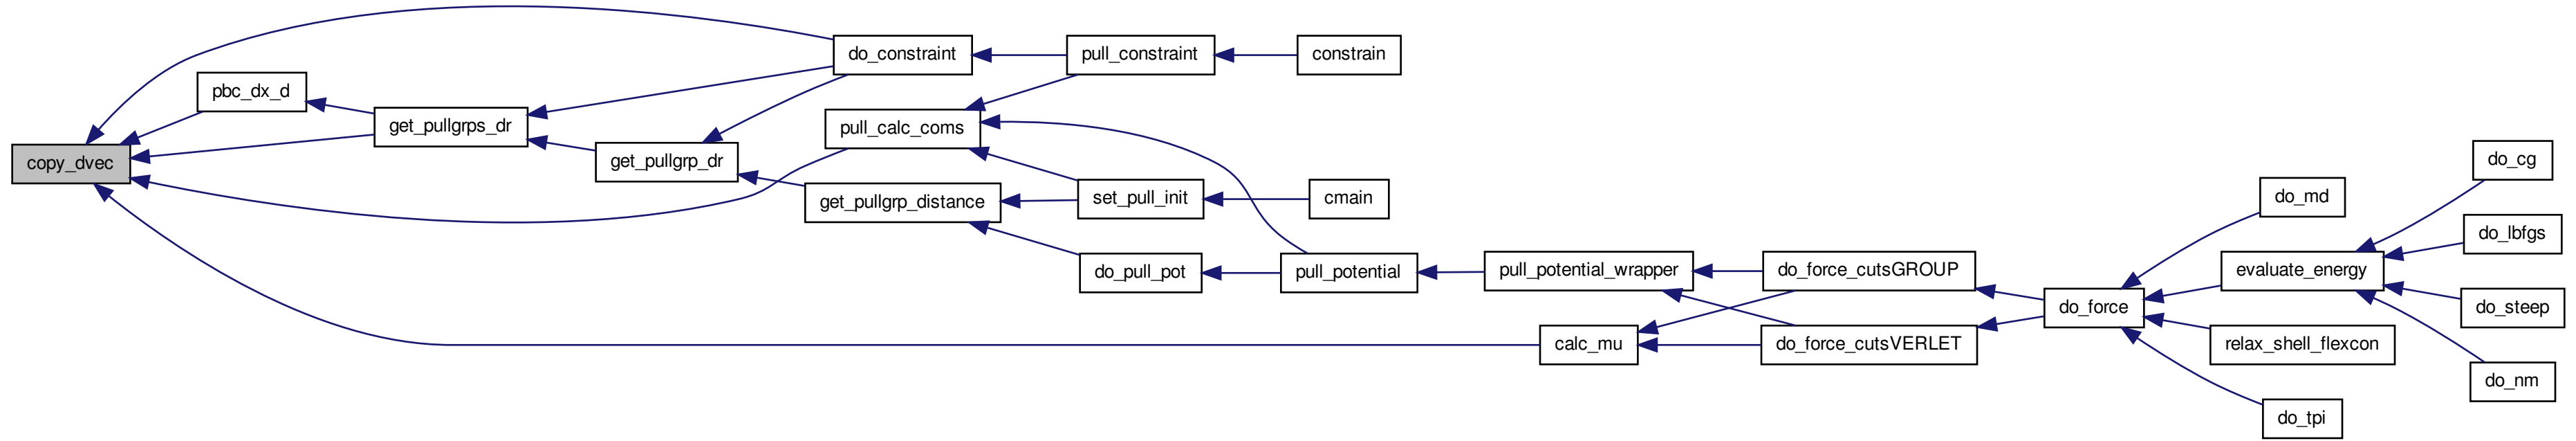 copy_dvec
pbc_dx_d
get_pullgrps_dr
get_pullgrp_dr
do_constraint
pull_calc_coms
get_pullgrp_distance
pull_constraint
set_pull_init
do_pull_pot
constrain
cmain
pull_potential
pull_potential_wrapper
calc_mu
do_force_cutsGROUP
do_force_cutsVERLET
do_force
do_md
evaluate_energy
relax_shell_flexcon
do_tpi
do_cg
do_lbfgs
do_steep
do_nm